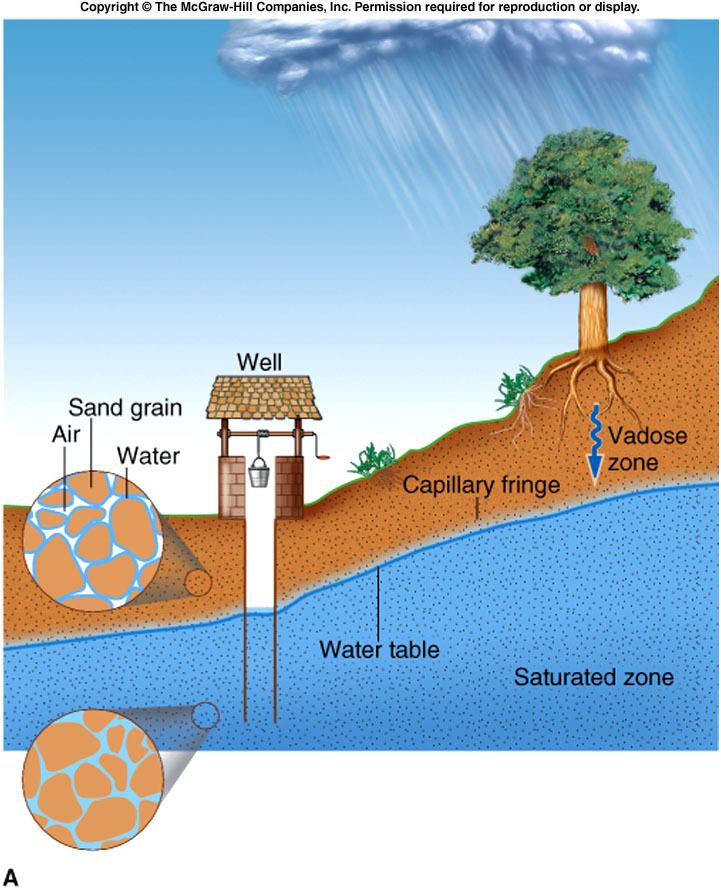 Copyright © The McGraw-Hill Companies, Inc. Permission required for reproduction or display.
Well
Sand grain
Air
Water
Vadose
zone
Capillary fringe
Water table
Saturated zone
A